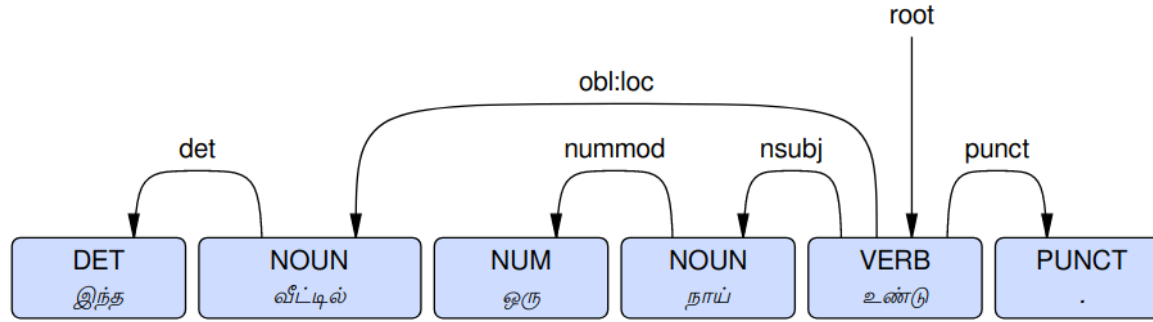 root
obl:loc
det nummod nsubj punct
DET NOUN NUM NOUN VERB PUNCT
இந்த வீட்டில் ஒரு நாய் உண்டு .